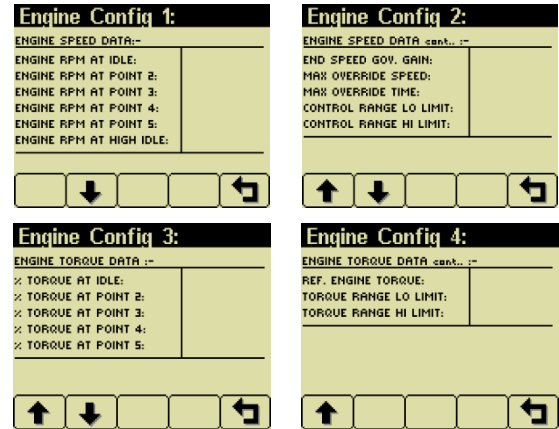 Engine Config 1:
ENGINE SPEED DATA:-
ENGINE RPM AT IDLE:
ENGINE RPM AT POINT 2:
ENGINE RPM AT POINT 3:
ENGINE RPM AT POINT 4:
ENGINE RPM AT POINT 5:
ENGINE RPM AT HIGH IDLE:
Engine Config 2:
ENGINE SPEED DATA cont.. :-
END SPEED GOV. GAIN:
MAX OVERRIDE SPEED:
MAX OVERRIDE TIME:
CONTROL RANGE LO LIMIT:
CONTROL RANGE HI LIMIT:
Engine Config 3:
ENGINE TORQUE DATA :-
% TORQUE AT IDLE:
% TORQUE AT POINT 2:
% TORQUE AT POINT 3:
% TORQUE AT POINT 4:
% TORQUE AT POINT 5:
Engine Config 4:
ENGINE TORQUE DATA cont.. :-
REF. ENGINE TORQUE:
TORQUE RANGE LO LIMIT:
TORQUE RANGE HI LIMIT: